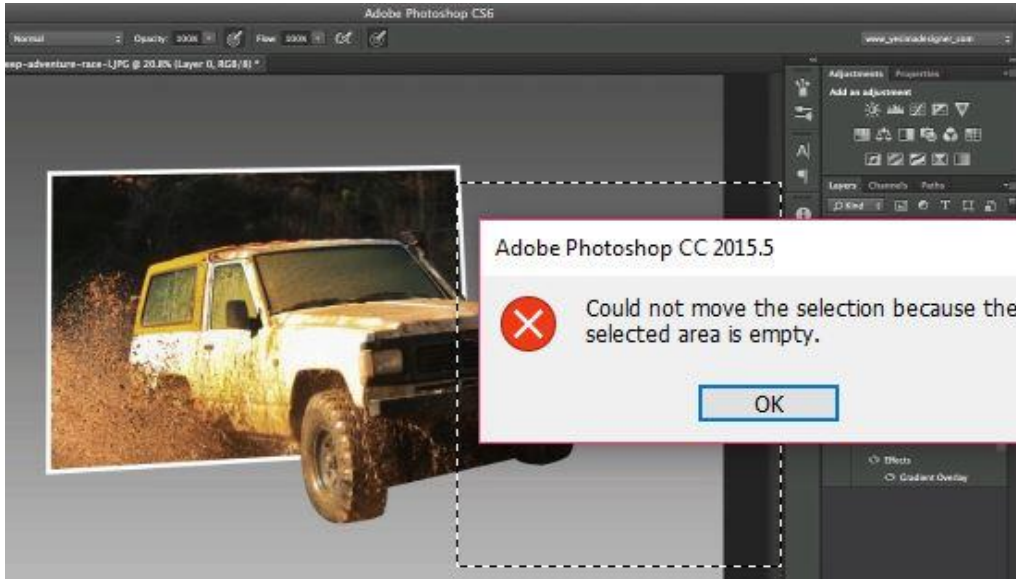 Adobe Photoshop CS6
Normal
Opacity: 100%
Flow: 100%
www_yesimadesigner_com
eep-adventure-race-I.JPG @ 20.8% (Layer 0, RGB/8) *
Adjustments Properties
Add an adjustment
A
Layers Channels Paths
Kind
T
Adobe Photoshop CC 2015.5
Could not move the selection because the
selected area is empty.
OK
Effects
Gradient Overlay